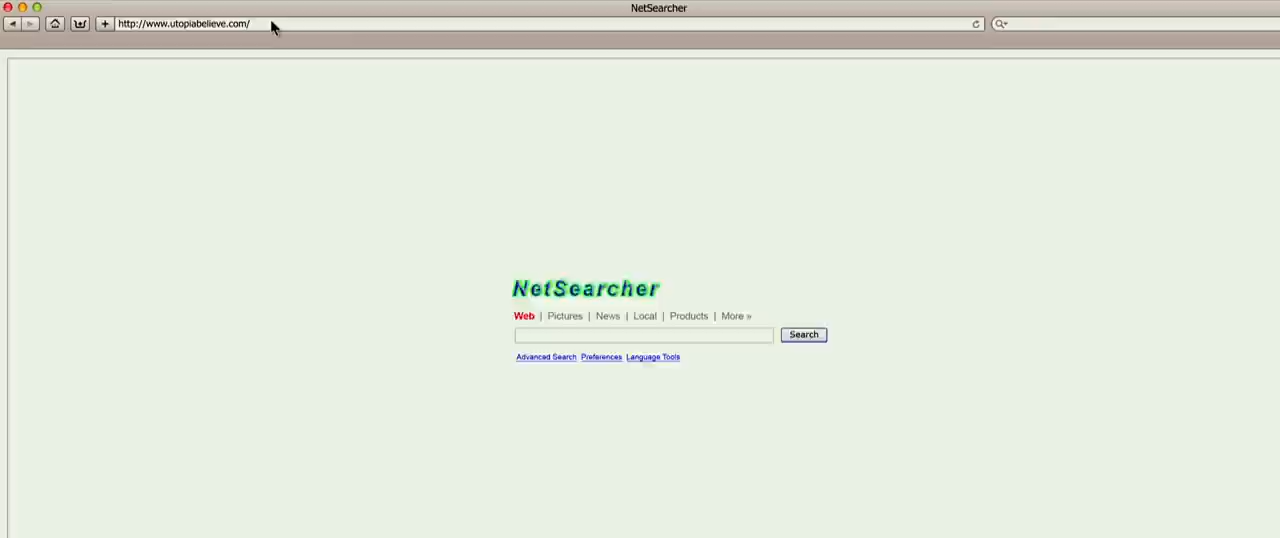 NetSearcher
http://www.utopiabelieve.com/
NetSearcher
Web | Pictures | News | Local | Products | More »
Search
Advanced Search Preferences Language Tools